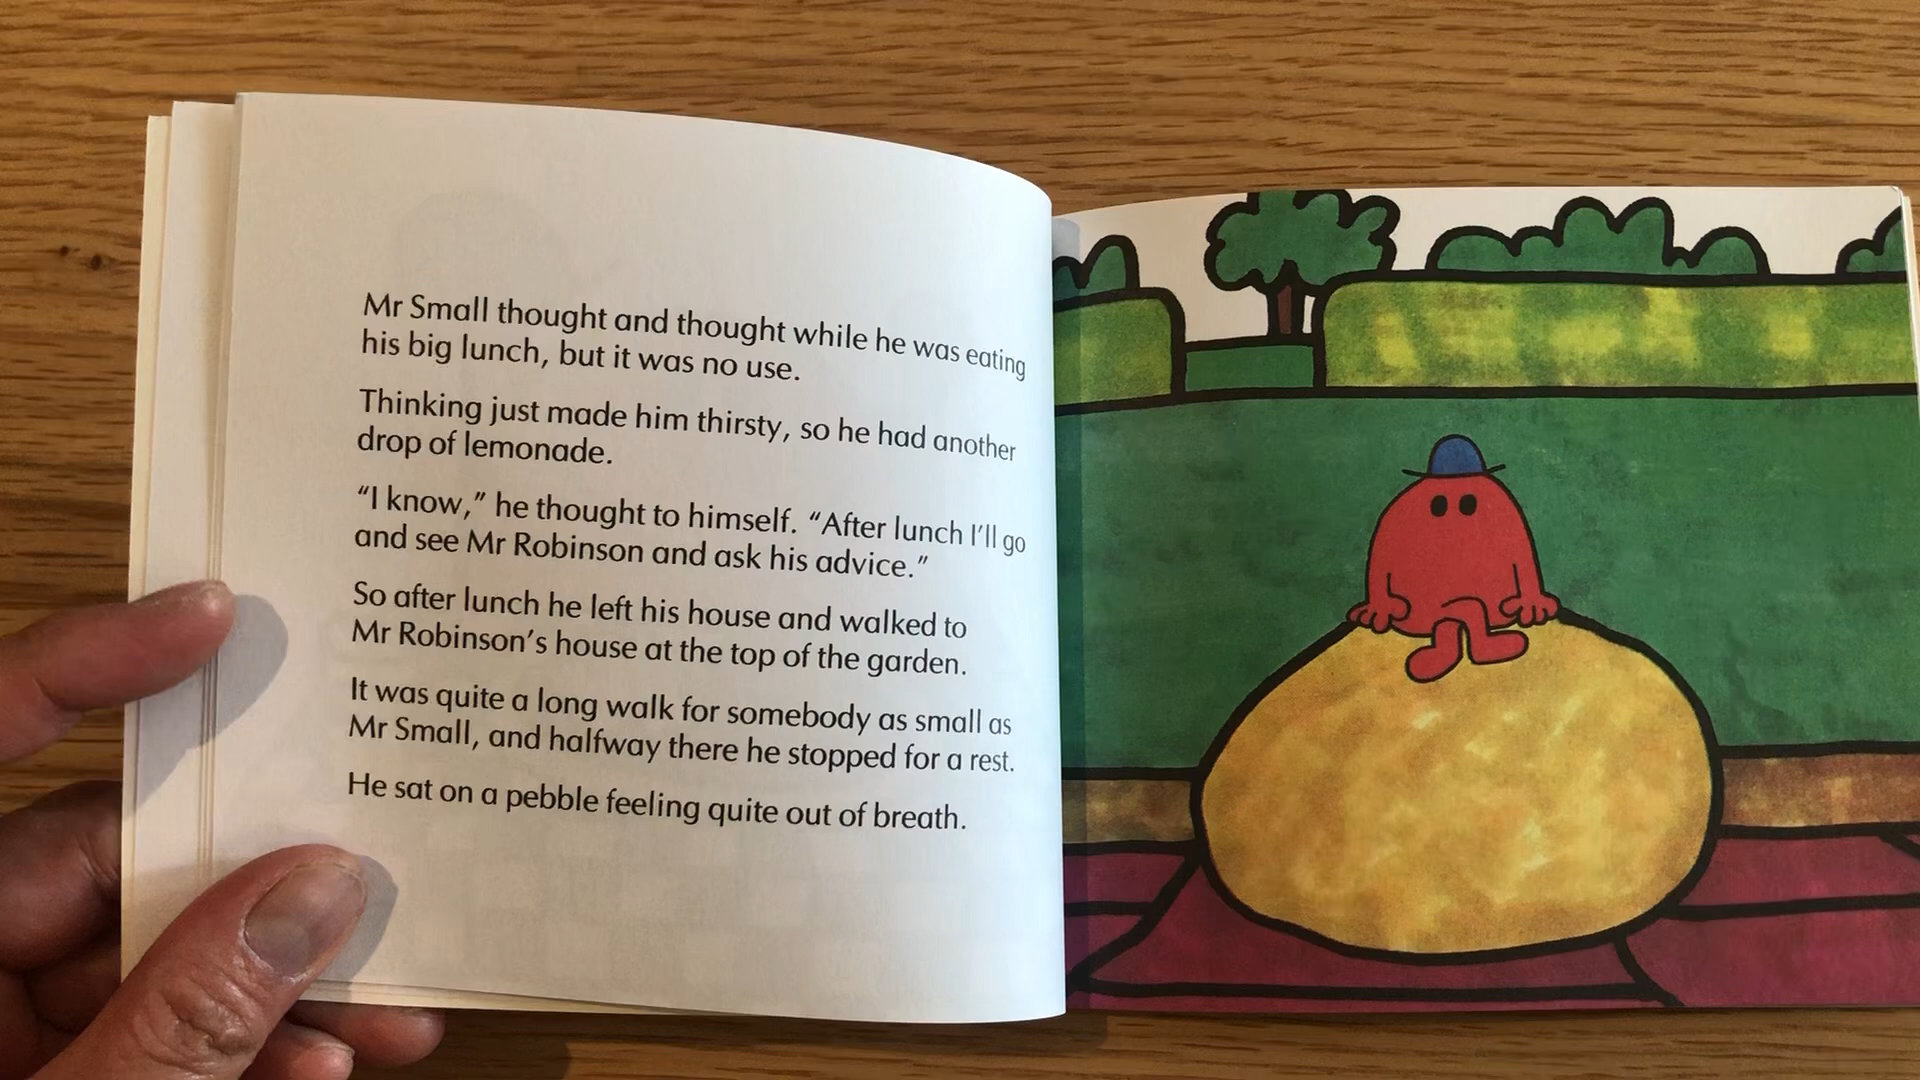 Mr Small thought and thought while he was eating
his big lunch, but it was no use.
Thinking just made him thirsty, so he had another
drop of lemonade.
“I know,” he thought to himself. “After lunch I’ll go
and see Mr Robinson and ask his advice.”
So after lunch he left his house and walked to
Mr Robinson’s house at the top of the garden.
It was quite a long walk for somebody as small as
Mr Small, and halfway there he stopped for a rest.
He sat on a pebble feeling quite out of breath.